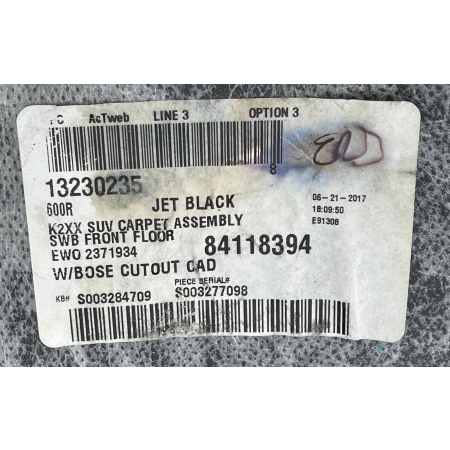 AcTweb LINE 3 OPTION 3
8
13230235
600R JET BLACK
06-21-2017
16:09:50
E91308
K2XX SUV CARPET ASSEMBLY
SWB FRONT FLOOR
EWO 2371934 84118394
W/BOSE CUTOUT CAD
PIECE SERIAL#
KB# S003284709 S003277098